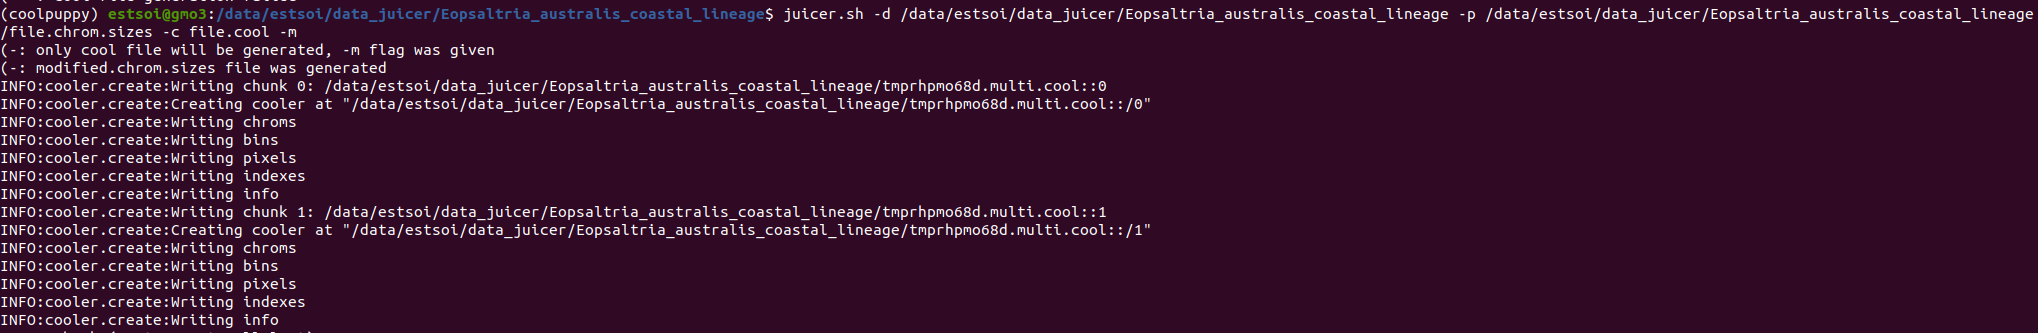 (coolpuppy) estsoi@gmo3:/data/estsoi/data_juicer/Eopsaltria_australis_coastal_lineage$ juicer.sh -d /data/estsoi/data_juicer/Eopsaltria_australis_coastal_lineage -p /data/estsoi/data_juicer/Eopsaltria_australis_coastal_lineage
/file.chrom.sizes -c file.cool -m
(-: only cool file will be generated, -m flag was given
(-: modified.chrom.sizes file was generated
INFO:cooler.create:Writing chunk 0: /data/estsoi/data_juicer/Eopsaltria_australis_coastal_lineage/tmprhpmo68d.multi.cool::0
INFO:cooler.create:Creating cooler at "/data/estsoi/data_juicer/Eopsaltria_australis_coastal_lineage/tmprhpmo68d.multi.cool::/0"
INFO:cooler.create:Writing chroms
INFO:cooler.create:Writing bins
INFO:cooler.create:Writing pixels
INFO:cooler.create:Writing indexes
INFO:cooler.create:Writing info
INFO:cooler.create:Writing chunk 1: /data/estsoi/data_juicer/Eopsaltria_australis_coastal_lineage/tmprhpmo68d.multi.cool::1
INFO:cooler.create:Creating cooler at "/data/estsoi/data_juicer/Eopsaltria_australis_coastal_lineage/tmprhpmo68d.multi.cool::/1"
INFO:cooler.create:Writing chroms
INFO:cooler.create:Writing bins
INFO:cooler.create:Writing pixels
INFO:cooler.create:Writing indexes
INFO:cooler.create:Writing info